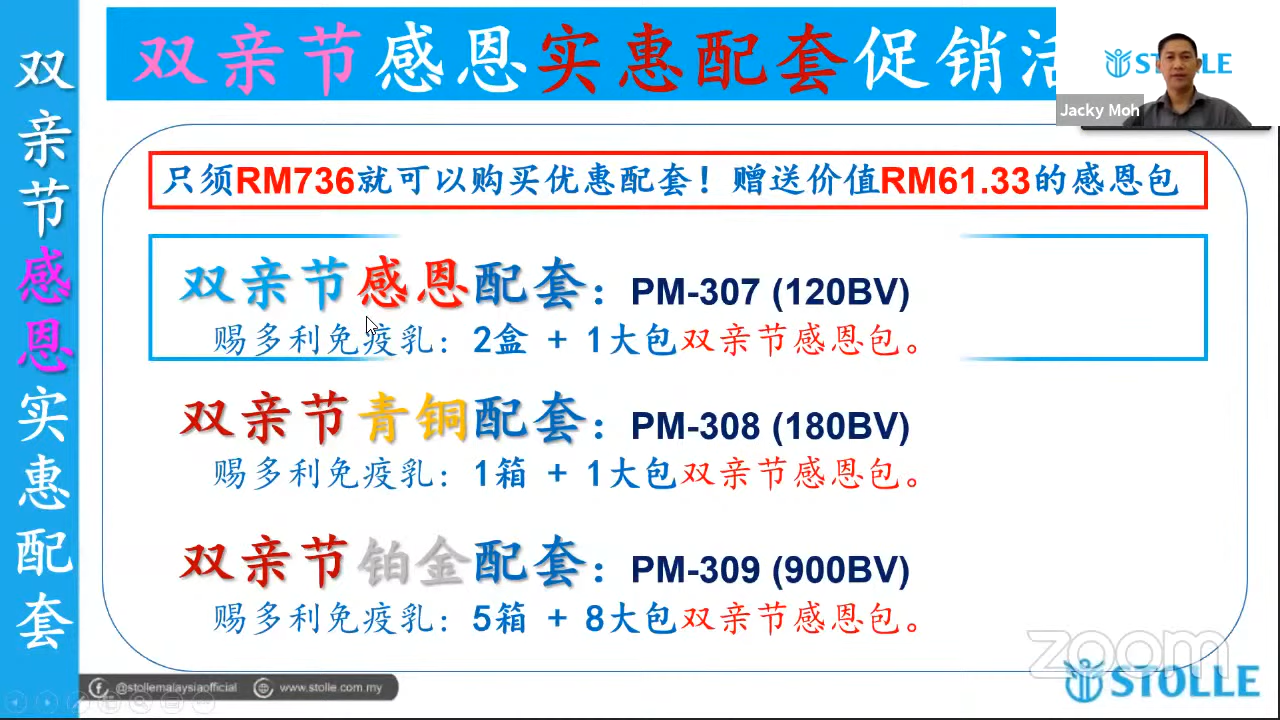 双亲节感恩实惠配套
双亲节感恩实惠配套促销活
STOLLE
Jacky Moh
只须RM736就可以购买优惠配套！赠送价值RM61.33的感恩包
双亲节感恩配套：PM-307 (120BV)
赐多利免疫乳：2盒 + 1大包双亲节感恩包。
双亲节青铜配套：PM-308 (180BV)
赐多利免疫乳：1箱 + 1大包双亲节感恩包。
双亲节铂金配套：PM-309 (900BV)
赐多利免疫乳：5箱 + 8大包双亲节感恩包。
zoom
@stollemalaysiaofficial www.stolle.com.my
STOLLE